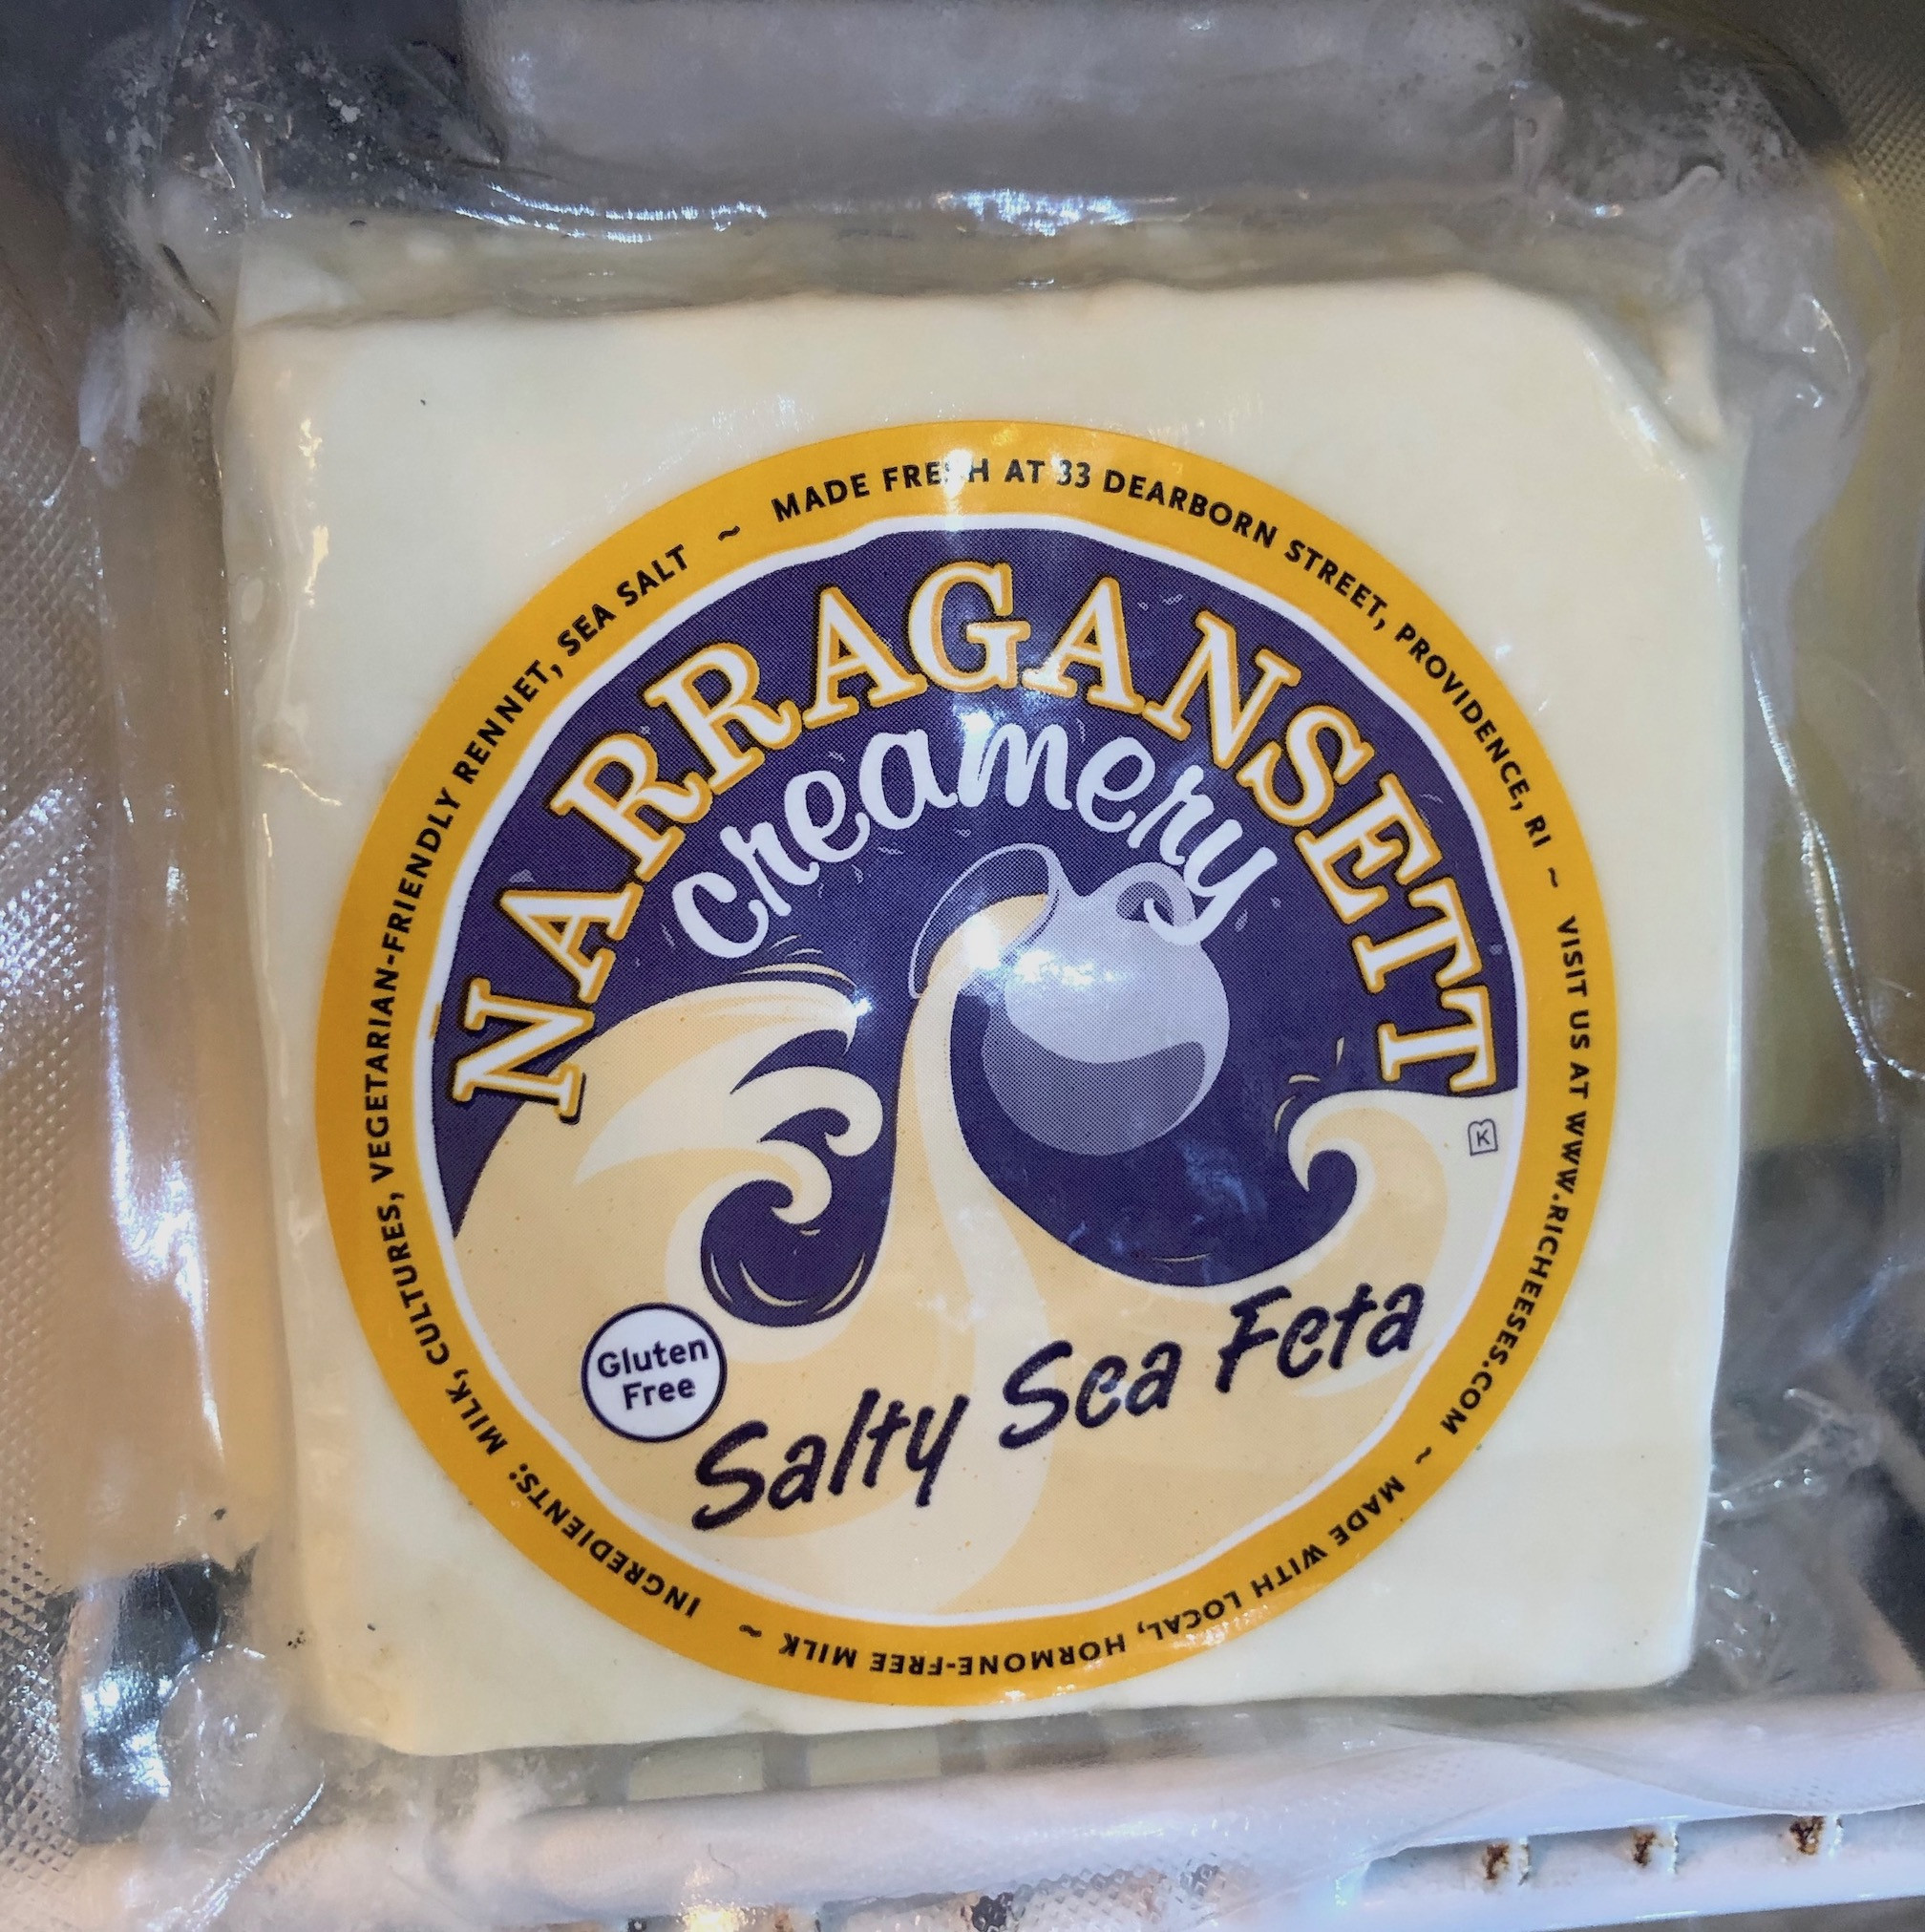 NARRAGANSETT
creamery
Gluten
Free
Salty Sea Feta
K
MADE FRESH AT 33 DEARBORN STREET, PROVIDENCE, RI ~ VISIT US AT WWW.RICHEESES.COM ~ MADE WITH LOCAL, HORMONE-FREE MILK ~ INGREDIENTS: MILK, CULTURES, VEGETARIAN-FRIENDLY RENNET, SEA SALT ~